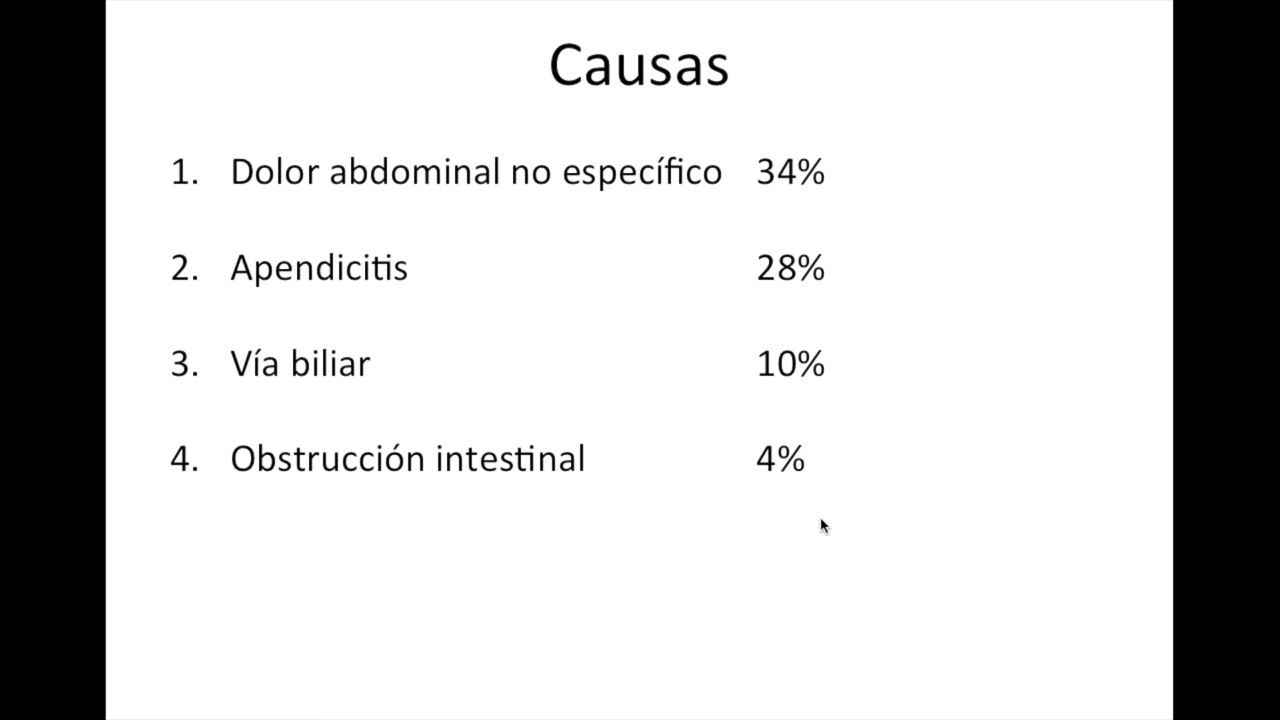 Causas
1. Dolor abdominal no específico 34%
2. Apendicitis 28%
3. Vía biliar 10%
4. Obstrucción intestinal 4%